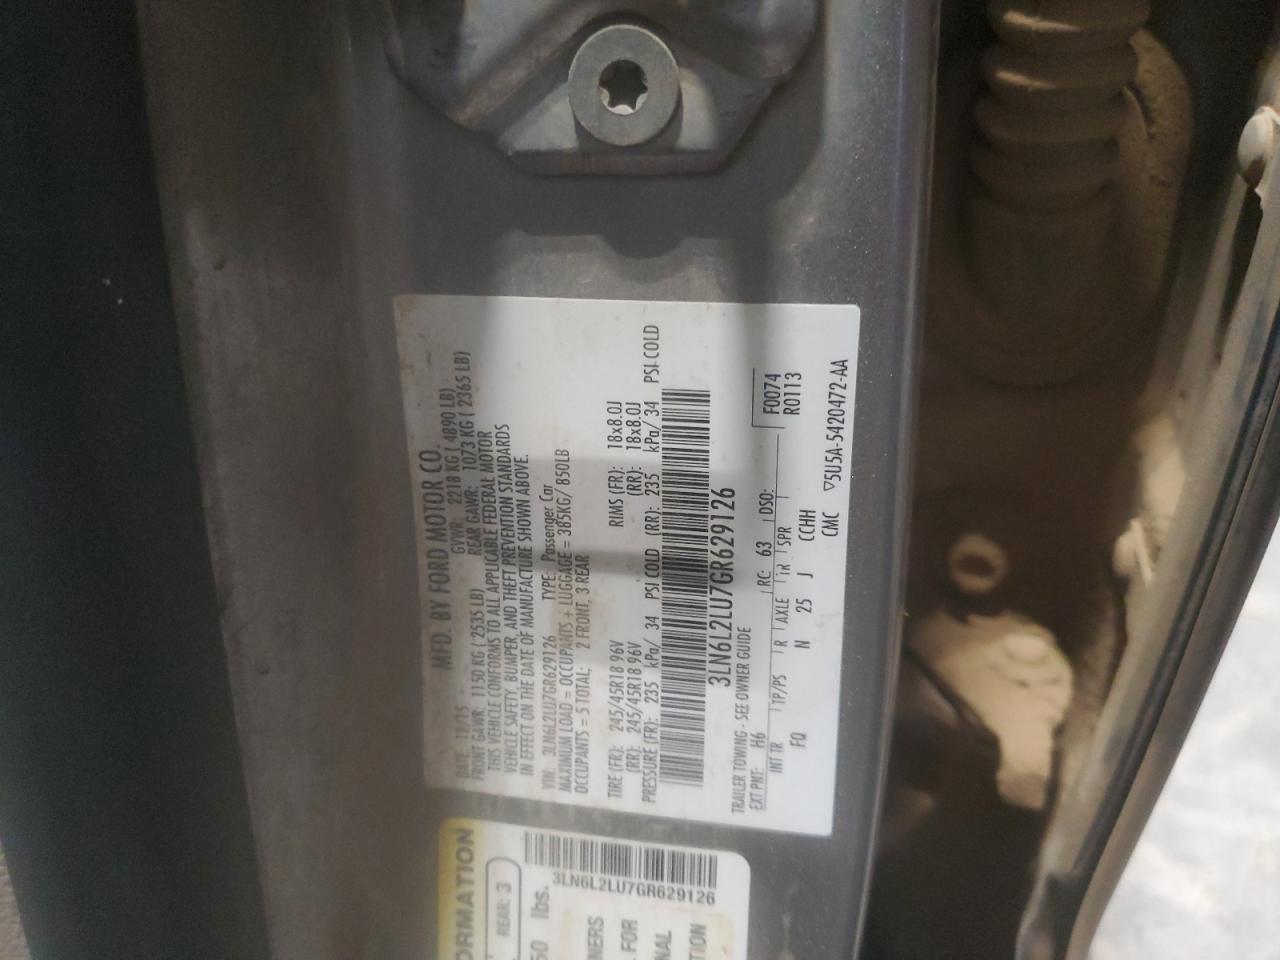 MFD. BY FORD MOTOR CO.
DATE: 12/15 GVWR: 2218 KG ( 4890 LB)
FRONT GAWR: 1150 KG ( 2535 LB) REAR GAWR: 1073 KG ( 2365 LB)
THIS VEHICLE CONFORMS TO ALL APPLICABLE FEDERAL MOTOR
VEHICLE SAFETY, BUMPER, AND THEFT PREVENTION STANDARDS
IN EFFECT ON THE DATE OF MANUFACTURE SHOWN ABOVE.
VIN: 3LN6L2LU7GR629126 TYPE: Passenger Car
MAXIMUM LOAD = OCCUPANTS + LUGGAGE = 385KG/ 850LB
OCCUPANTS = 5 TOTAL: 2 FRONT, 3 REAR
TIRE (FR): 245/45R18 96V RIMS (FR): 18x8.0J
(RR): 245/45R18 96V (RR): 18x8.0J
PRESSURE (FR): 235 kPa/ 34 PSI COLD (RR): 235 kPa/ 34 PSI COLD
3LN6L2LU7GR629126
TRAILER TOWING - SEE OWNER GUIDE
EXT PNT: H6 RC: 63 DSO: F0074
INT TR TP/PS R AXLE TR SPR R0113
FQ N 25 J CCHH
CMC ▽5U5A-5420472-AA
ORMATION
REAR: 3
50 lbs.
3LN6L2LU7GR629126
NERS
FOR
NAL
TION